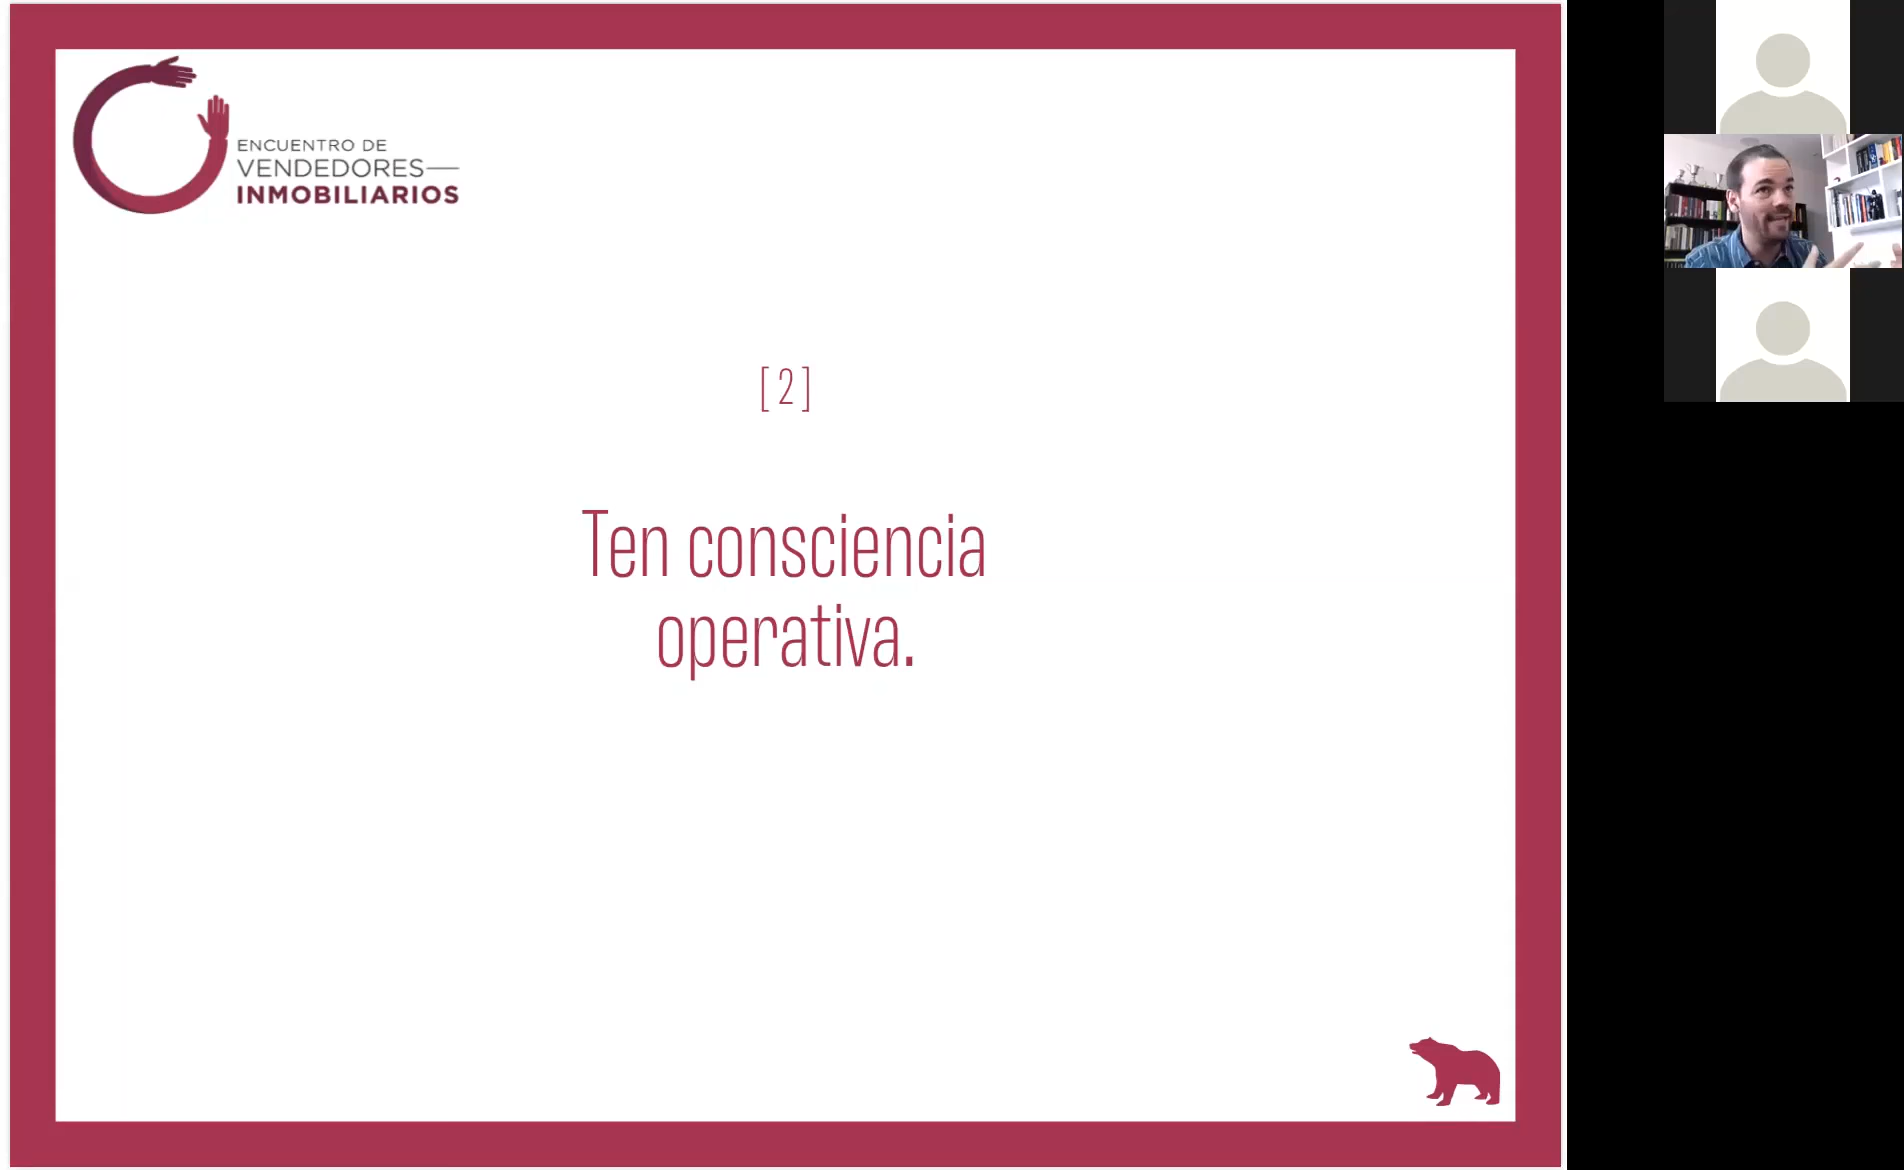 ENCUENTRO DE
VENDEDORES
INMOBILIARIOS
[2]
Ten consciencia
operativa.